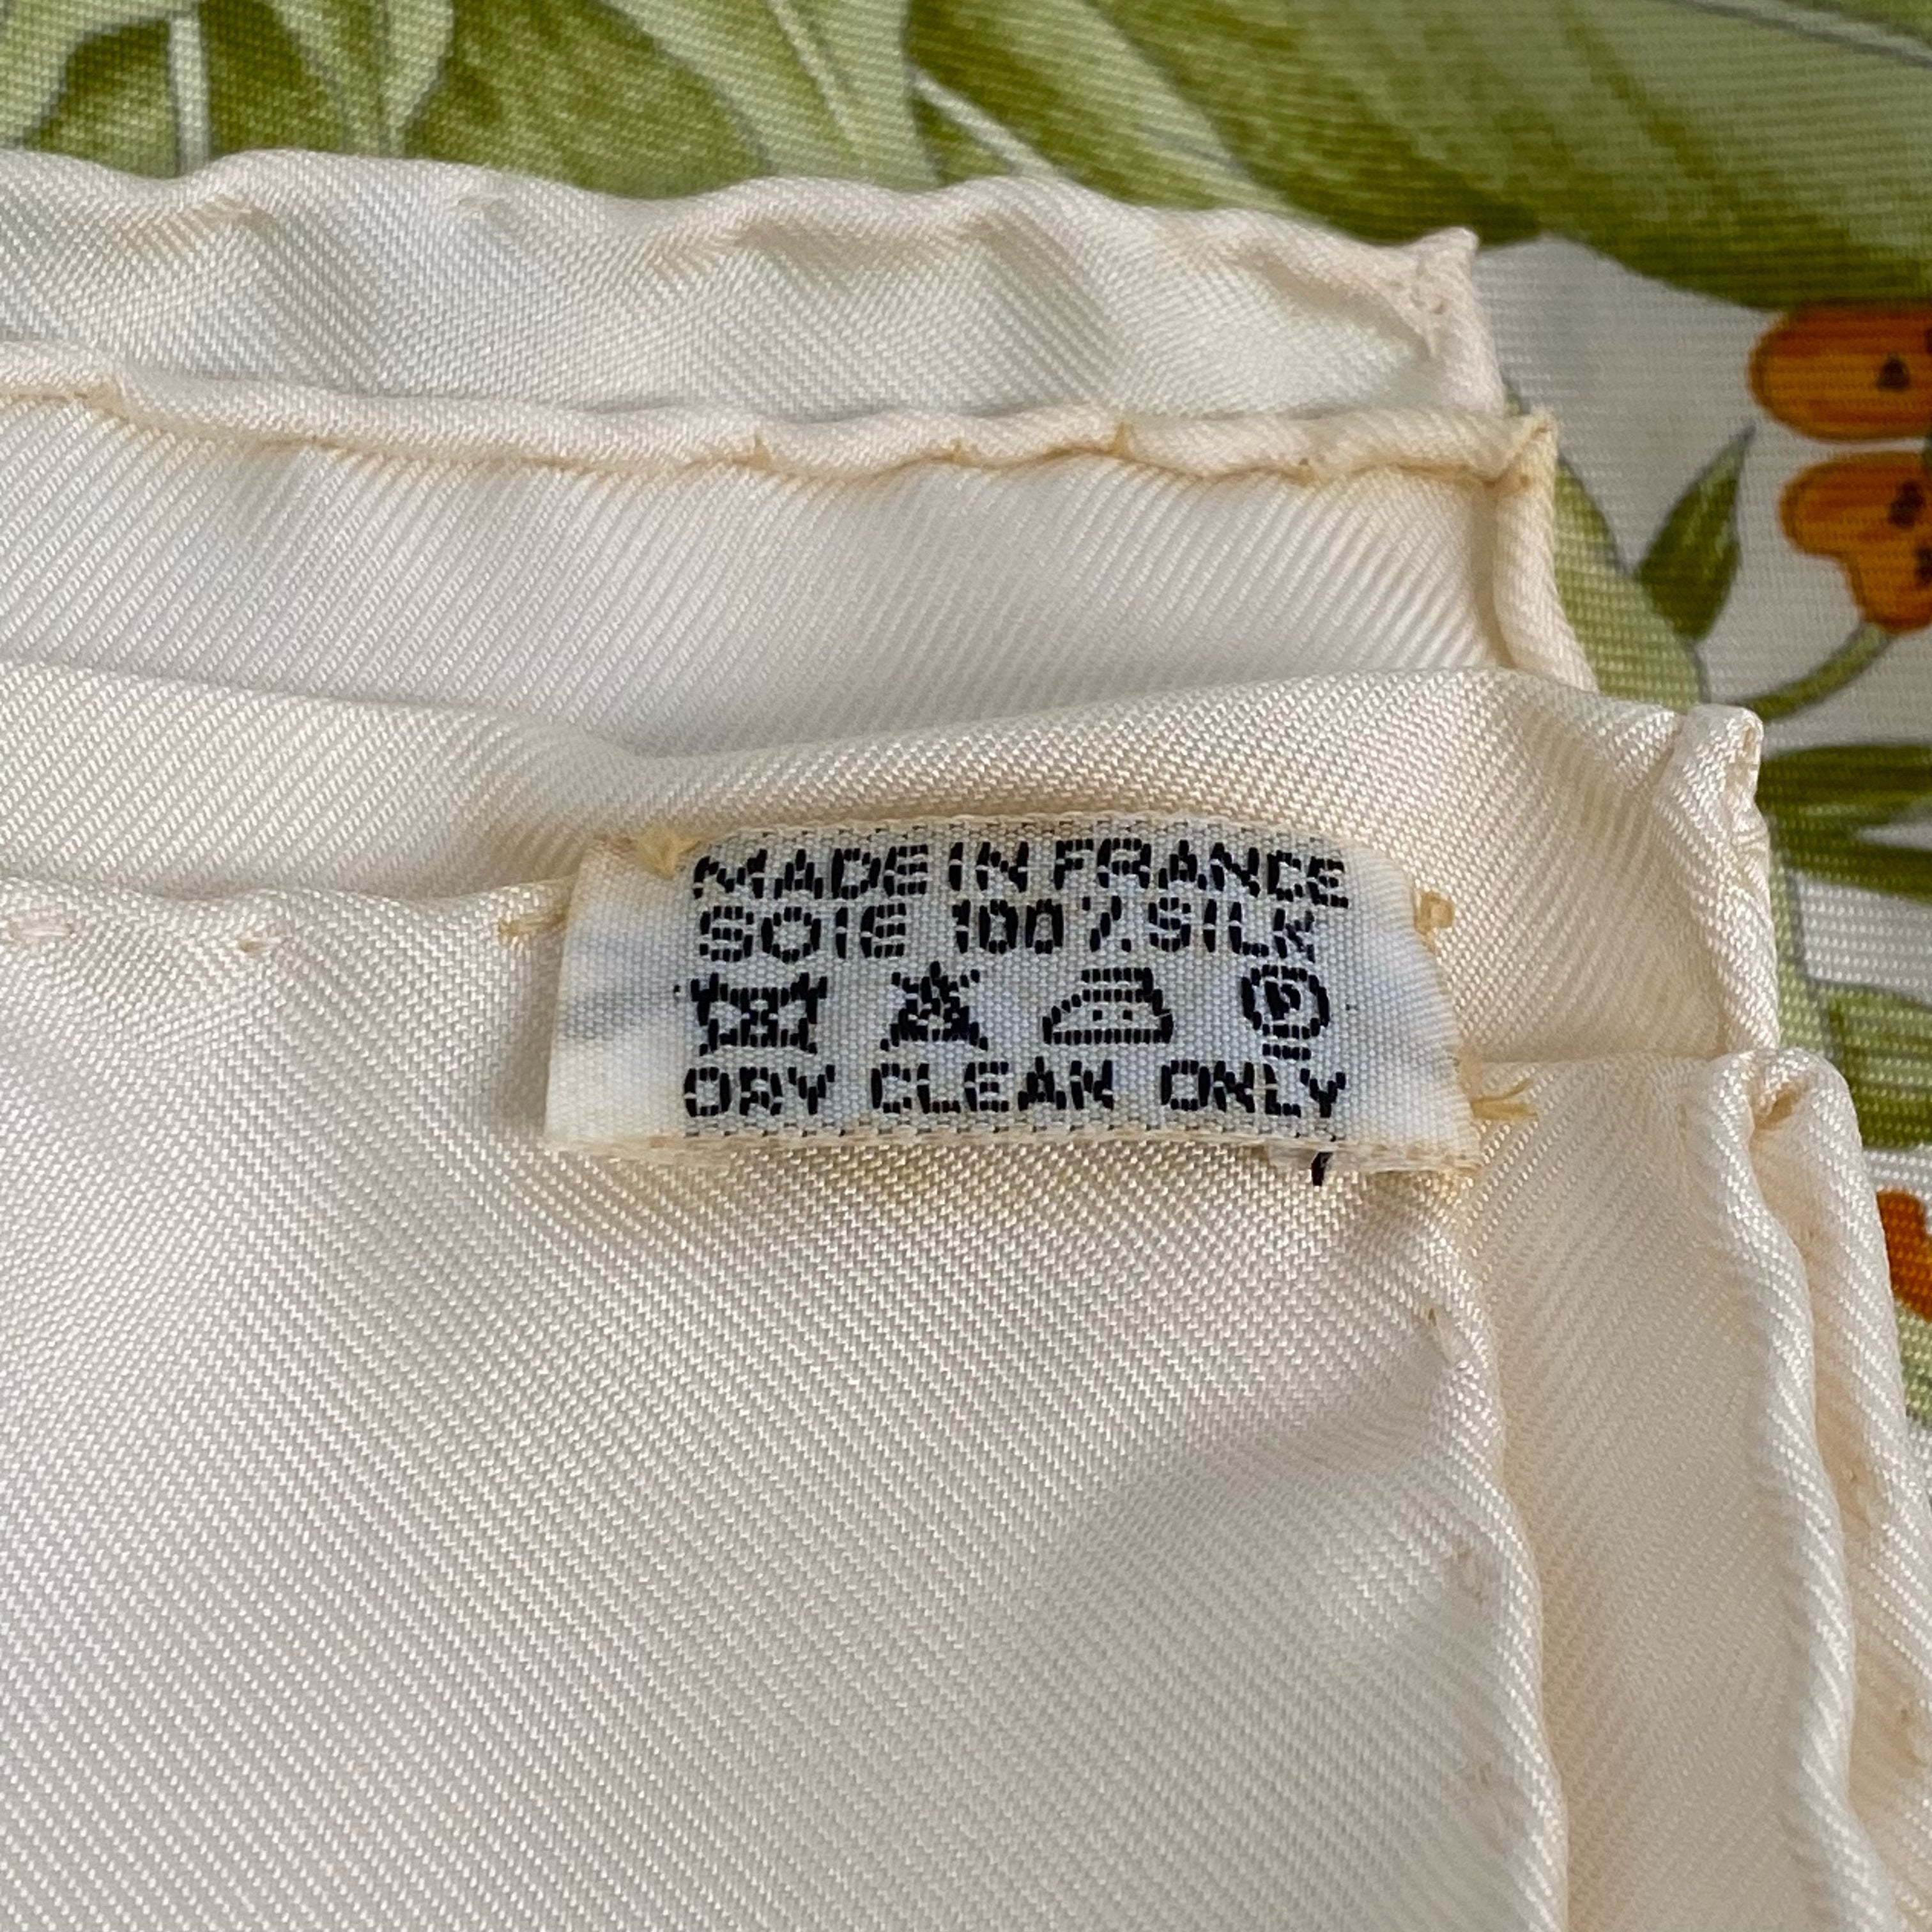 MADE IN FRANCE
SOIE 100% SILK
P
DRY CLEAN ONLY